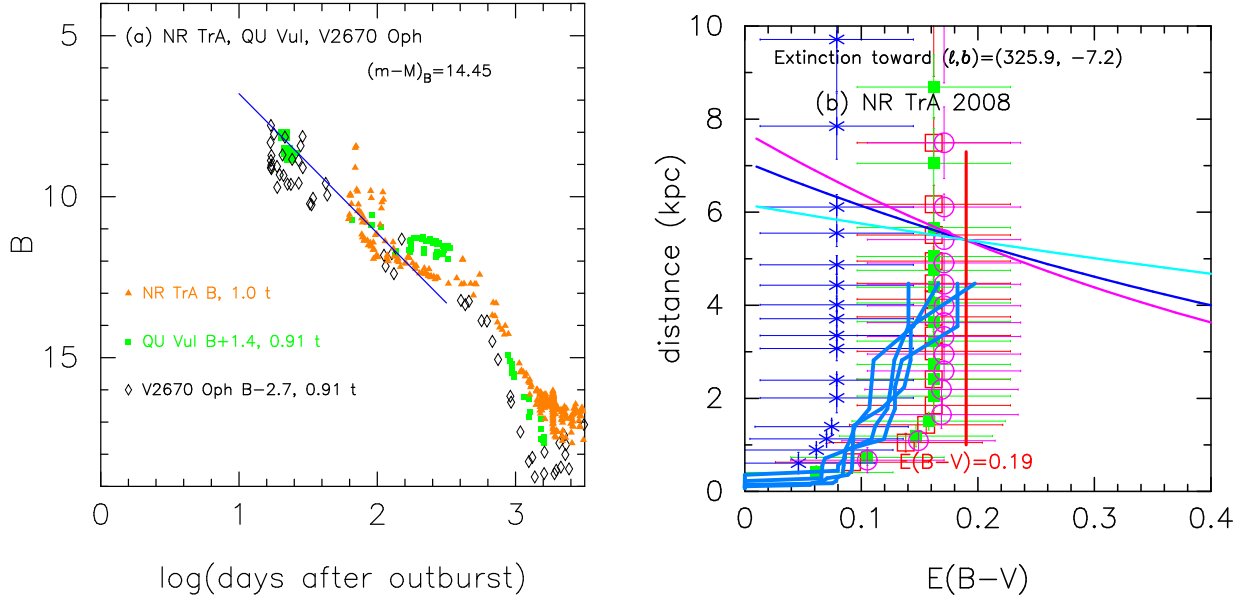 (a) NR TrA, QU Vul, V2670 Oph
(m−M)B=14.45
NR TrA B, 1.0 t
QU Vul B+1.4, 0.91 t
V2670 Oph B−2.7, 0.91 t
B
5
10
15
0
1
2
3
log(days after outburst)
Extinction toward (ℓ,b)=(325.9, −7.2)
(b) NR TrA 2008
E(B−V)=0.19
distance (kpc)
10
8
6
4
2
0
0
0.1
0.2
0.3
0.4
E(B−V)